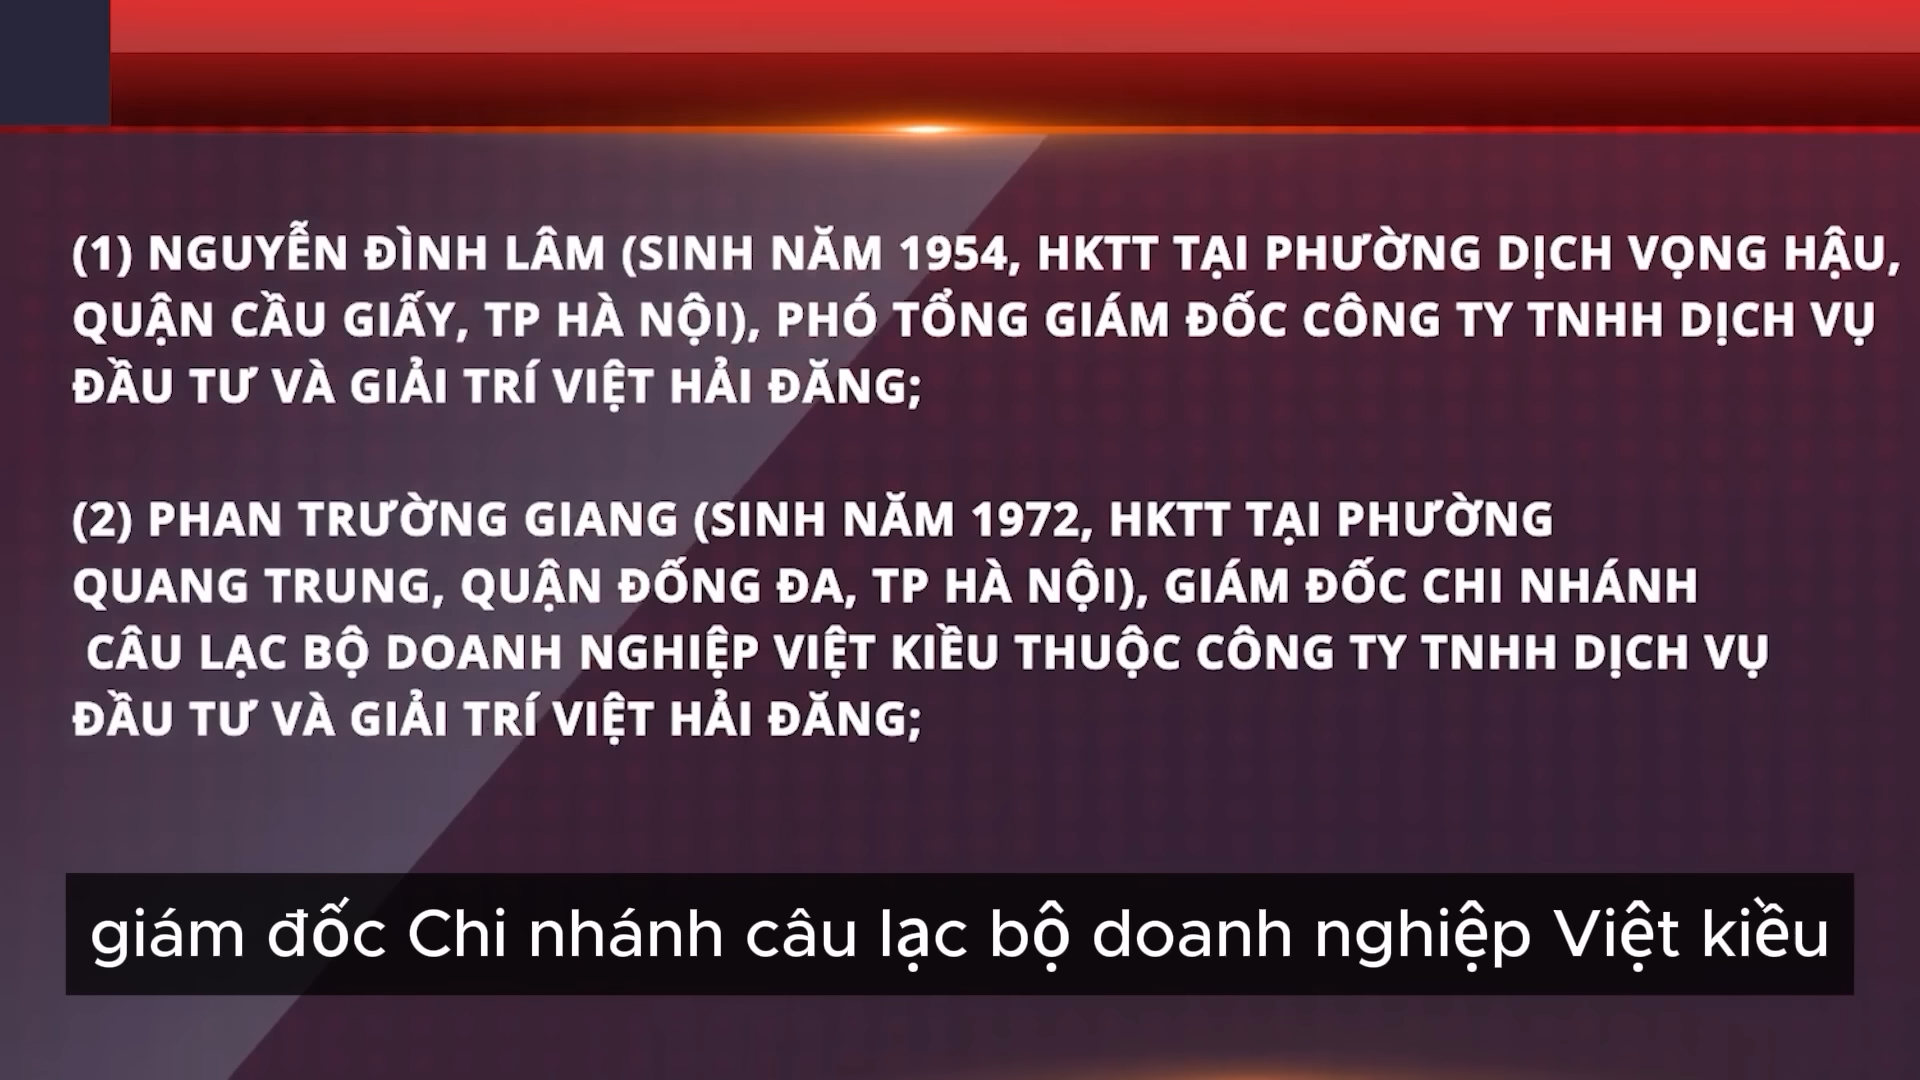 (1) NGUYỄN ĐÌNH LÂM (SINH NĂM 1954, HKTT TẠI PHƯỜNG DỊCH VỌNG HẬU,
QUẬN CẦU GIẤY, TP HÀ NỘI), PHÓ TỔNG GIÁM ĐỐC CÔNG TY TNHH DỊCH VỤ
ĐẦU TƯ VÀ GIẢI TRÍ VIỆT HẢI ĐĂNG;
(2) PHAN TRƯỜNG GIANG (SINH NĂM 1972, HKTT TẠI PHƯỜNG
QUANG TRUNG, QUẬN ĐỐNG ĐA, TP HÀ NỘI), GIÁM ĐỐC CHI NHÁNH
CÂU LẠC BỘ DOANH NGHIỆP VIỆT KIỀU THUỘC CÔNG TY TNHH DỊCH VỤ
ĐẦU TƯ VÀ GIẢI TRÍ VIỆT HẢI ĐĂNG;
giám đốc Chi nhánh câu lạc bộ doanh nghiệp Việt kiều